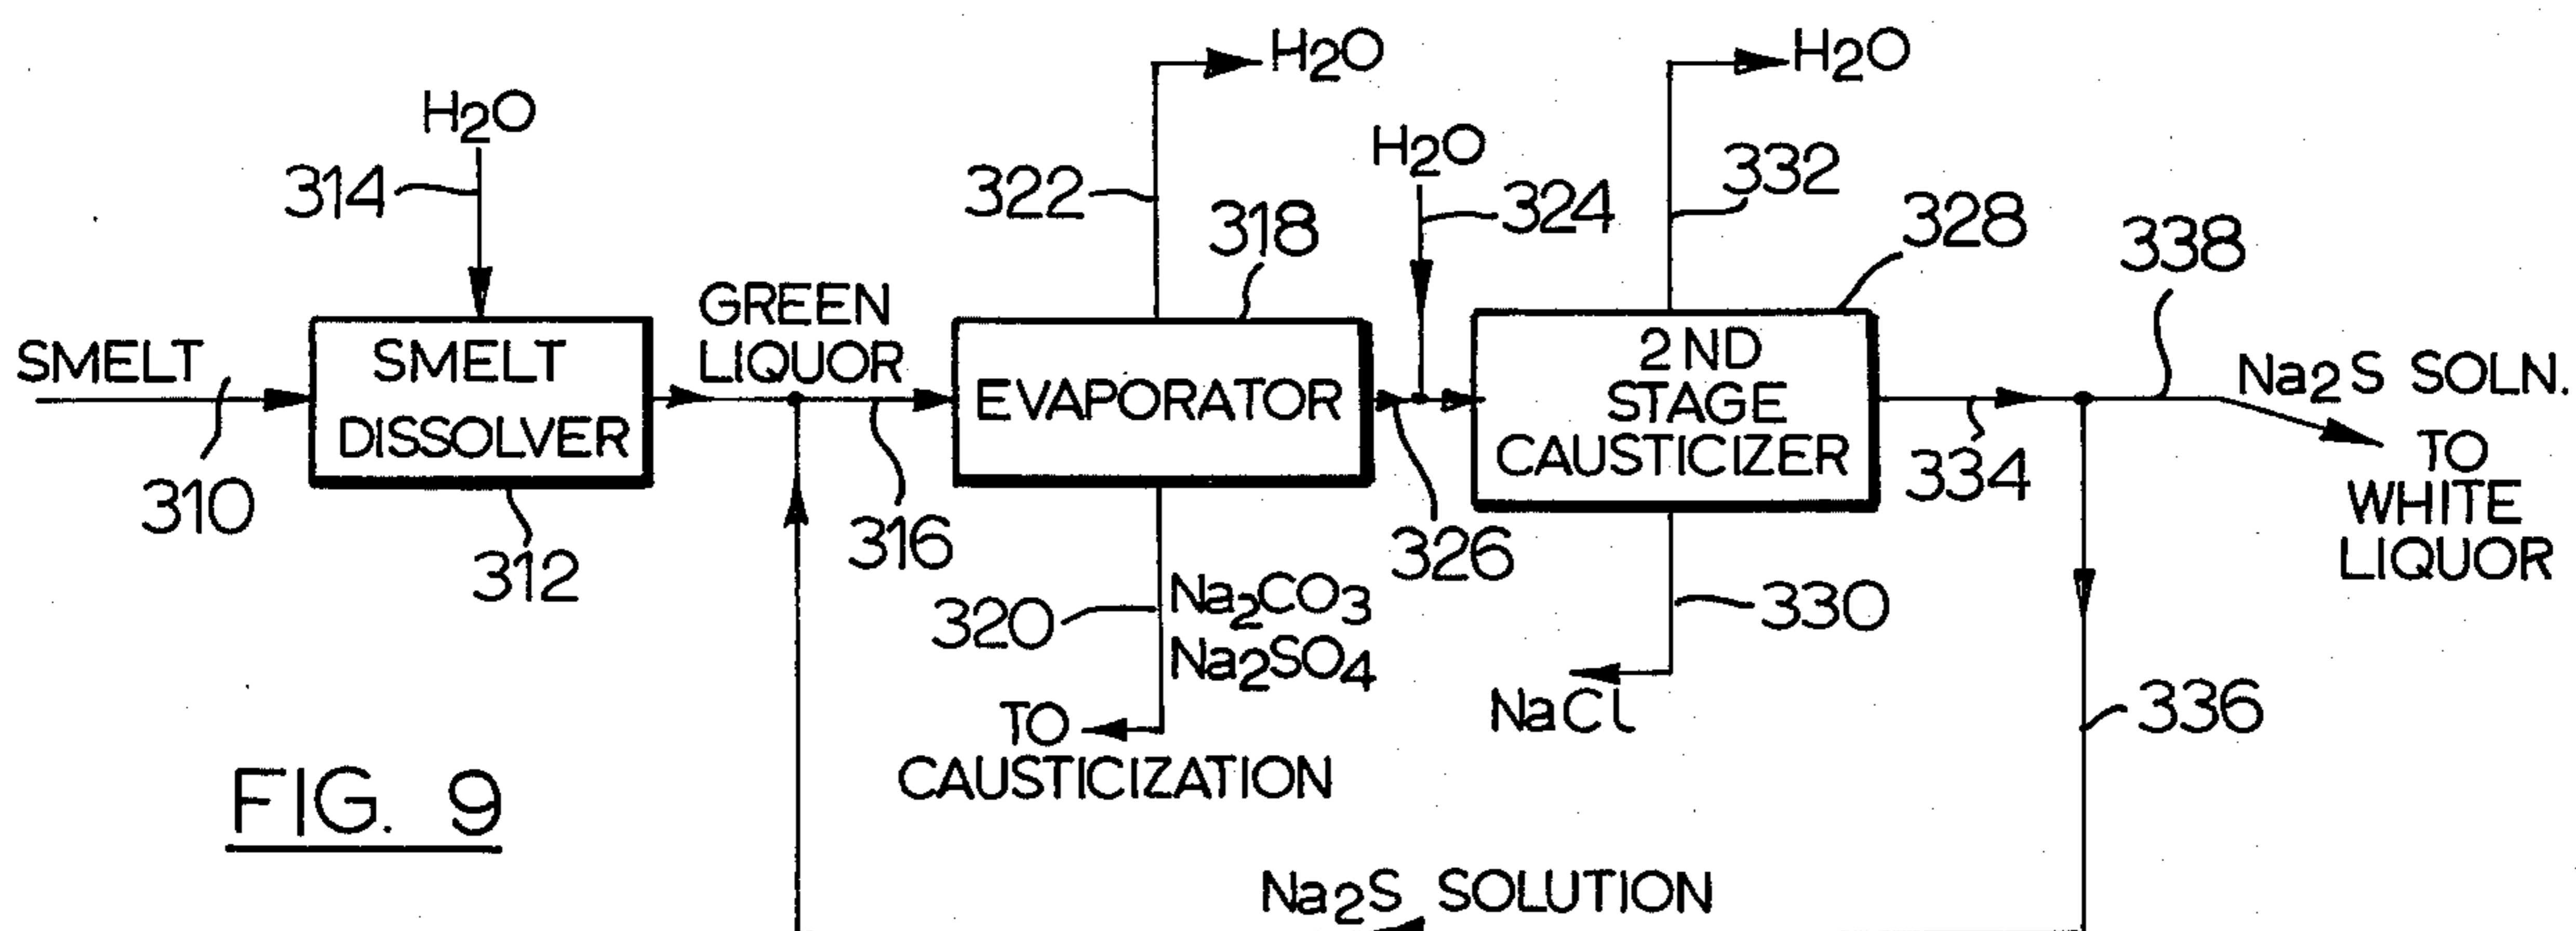 H2O
H2O
H2O
H2O
314
322
324
332
318
328
338
SMELT
SMELT
DISSOLVER
GREEN
LIQUOR
EVAPORATOR
2ND
STAGE
CAUSTICIZER
Na2S SOLN.
TO
WHITE
LIQUOR
310
312
316
326
334
320
Na2CO3
Na2SO4
330
NaCl
336
TO
CAUSTICIZATION
FIG. 9
Na2S SOLUTION